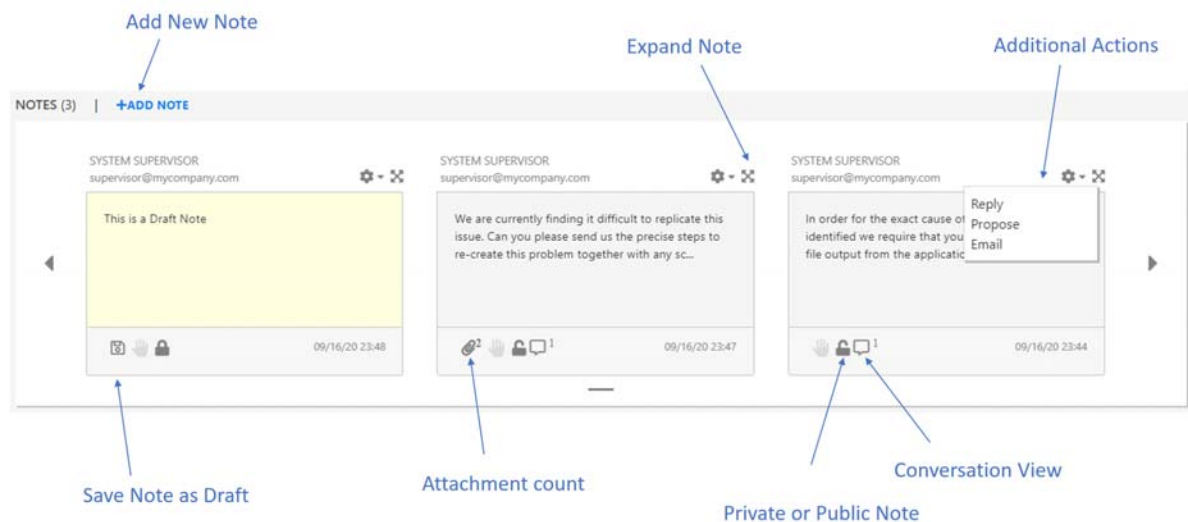 Add New Note
Expand Note
Additional Actions
NOTES (3) | +ADD NOTE
SYSTEM SUPERVISOR
supervisor@mycompany.com
This is a Draft Note
09/16/20 23:48
SYSTEM SUPERVISOR
supervisor@mycompany.com
We are currently finding it difficult to replicate this
issue. Can you please send us the precise steps to
re-create this problem together with any sc...
2
1
09/16/20 23:47
SYSTEM SUPERVISOR
supervisor@mycompany.com
In order for the exact cause of
identified we require that you
file output from the applicatio
Reply
Propose
Email
1
09/16/20 23:44
Save Note as Draft
Attachment count
Private or Public Note
Conversation View